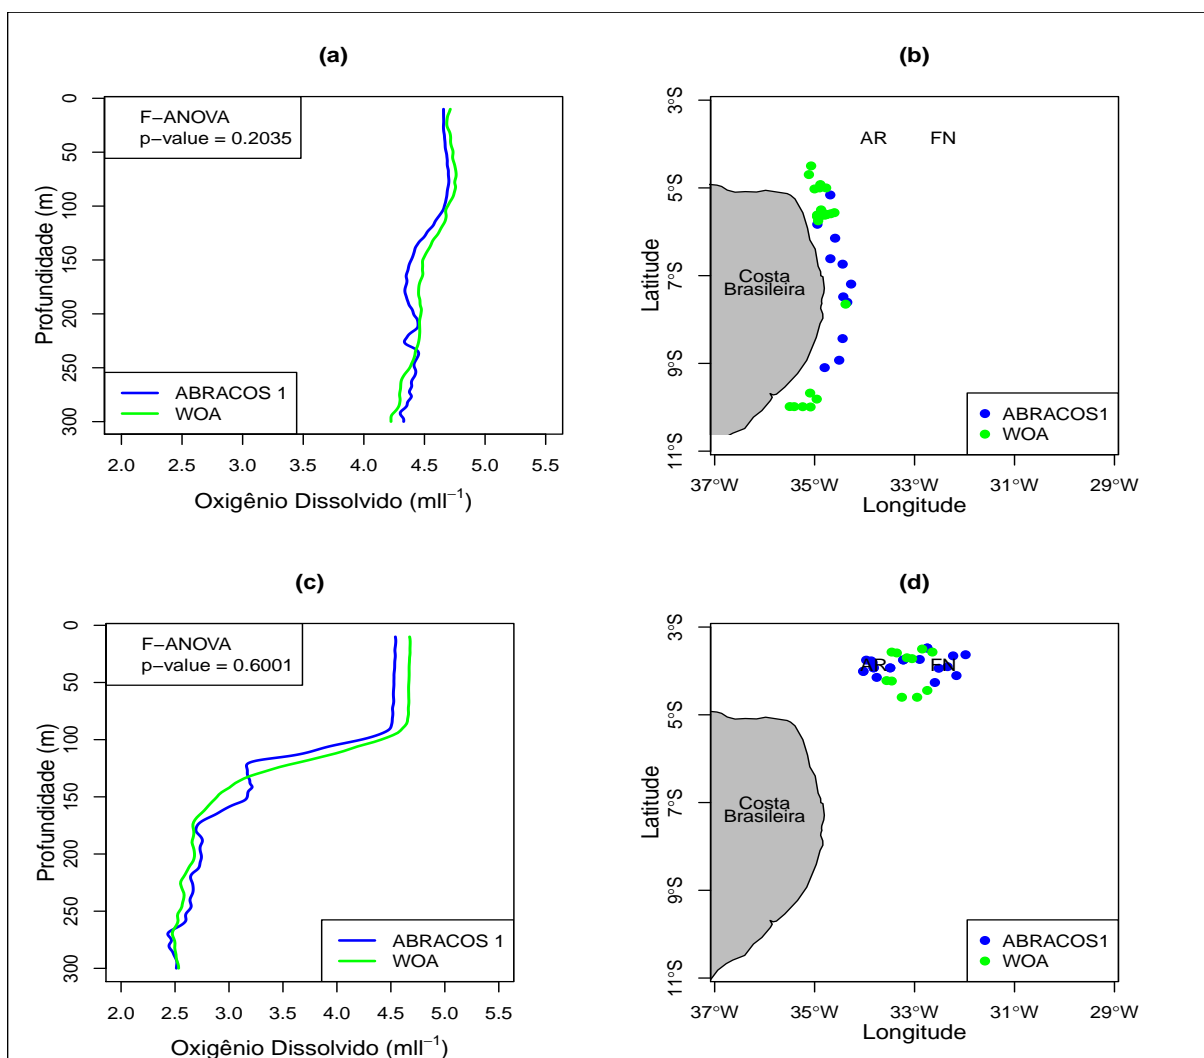 (a)
F−ANOVA
p−value = 0.2035
0
50
100
150
200
250
300
Profundidade (m)
ABRACOS 1
WOA
2.0 2.5 3.0 3.5 4.0 4.5 5.0 5.5
Oxigênio Dissolvido (mll−1)
(b)
3°S
5°S
7°S
9°S
11°S
Latitude
AR FN
Costa
Brasileira
ABRACOS1
WOA
37°W 35°W 33°W 31°W 29°W
Longitude
(c)
F−ANOVA
p−value = 0.6001
0
50
100
150
200
250
300
Profundidade (m)
ABRACOS 1
WOA
2.0 2.5 3.0 3.5 4.0 4.5 5.0 5.5
Oxigênio Dissolvido (mll−1)
(d)
3°S
5°S
7°S
9°S
11°S
Latitude
AR FN
Costa
Brasileira
ABRACOS1
WOA
37°W 35°W 33°W 31°W 29°W
Longitude